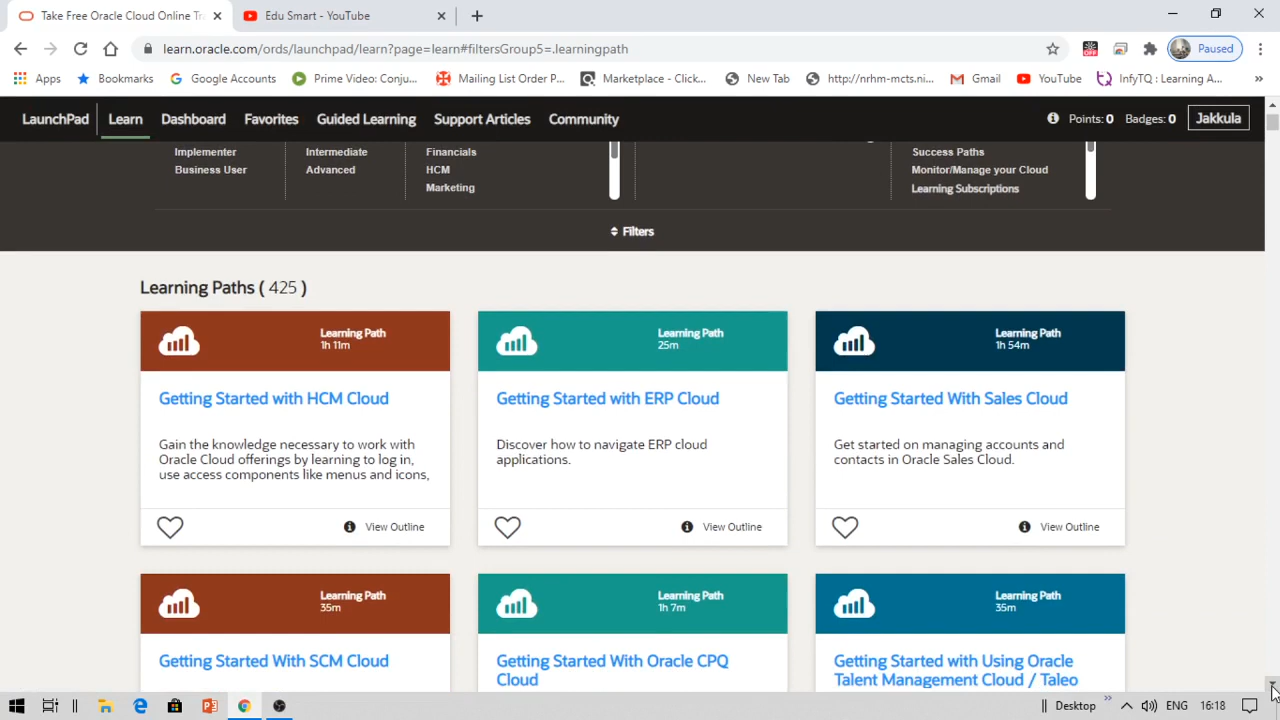 Take Free Oracle Cloud Online Tr
Edu Smart - YouTube
learn.oracle.com/ords/launchpad/learn?page=learn#filtersGroup5=.learningpath
OFF
Paused
Apps
Bookmarks
Google Accounts
Prime Video: Conju...
Mailing List Order P...
Marketplace - Click...
New Tab
http://nrhm-mcts.ni...
Gmail
YouTube
InfyTQ : Learning A...
»
LaunchPad
Learn
Dashboard
Favorites
Guided Learning
Support Articles
Community
Points: 0
Badges: 0
Jakkula
Implementer
Intermediate
Financials
Success Paths
Business User
Advanced
HCM
Monitor/Manage your Cloud
Marketing
Learning Subscriptions
Filters
Learning Paths ( 425 )
Learning Path
1h 11m
Getting Started with HCM Cloud
Gain the knowledge necessary to work with
Oracle Cloud offerings by learning to log in,
use access components like menus and icons,
View Outline
Learning Path
25m
Getting Started with ERP Cloud
Discover how to navigate ERP cloud
applications.
View Outline
Learning Path
1h 54m
Getting Started With Sales Cloud
Get started on managing accounts and
contacts in Oracle Sales Cloud.
View Outline
Learning Path
35m
Getting Started With SCM Cloud
Learning Path
1h 7m
Getting Started With Oracle CPQ
Cloud
Learning Path
35m
Getting Started with Using Oracle
Talent Management Cloud / Taleo
Desktop
»
ENG
16:18